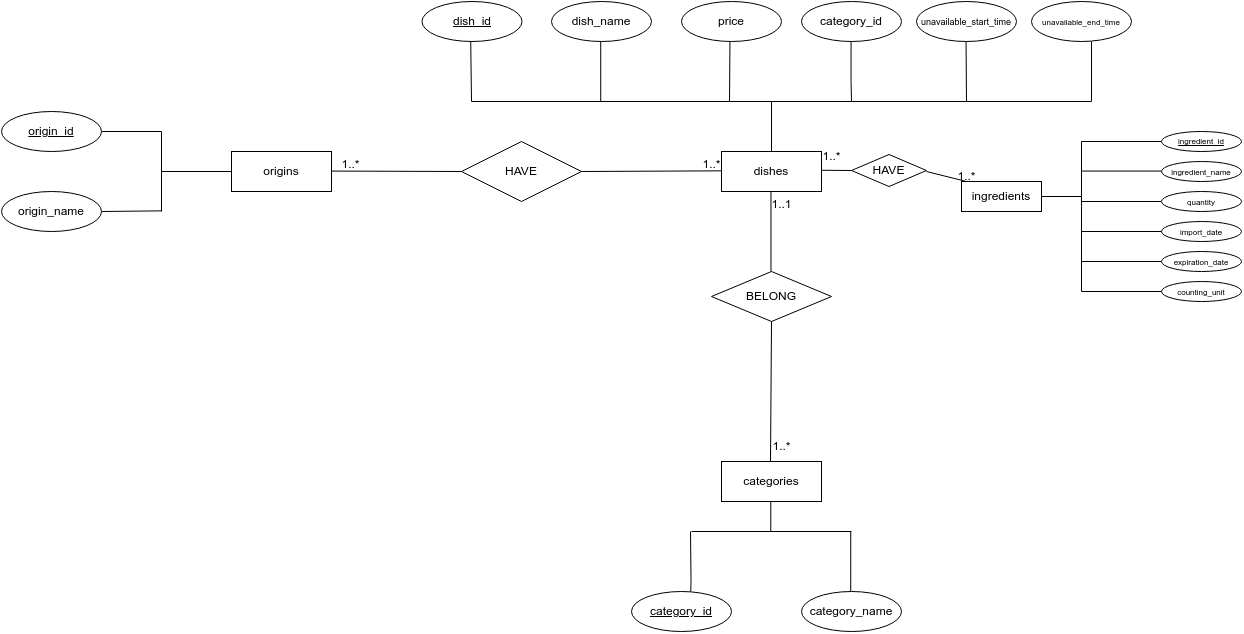 dish_id
dish_name
price
category_id
unavailable_start_time
unavailable_end_time
origin_id
origin_name
origins
1..*
HAVE
1..*
dishes
1..*
HAVE
1..*
ingredients
ingredient_id
ingredient_name
quantity
import_date
expiration_date
counting_unit
1..1
BELONG
1..*
categories
category_id
category_name